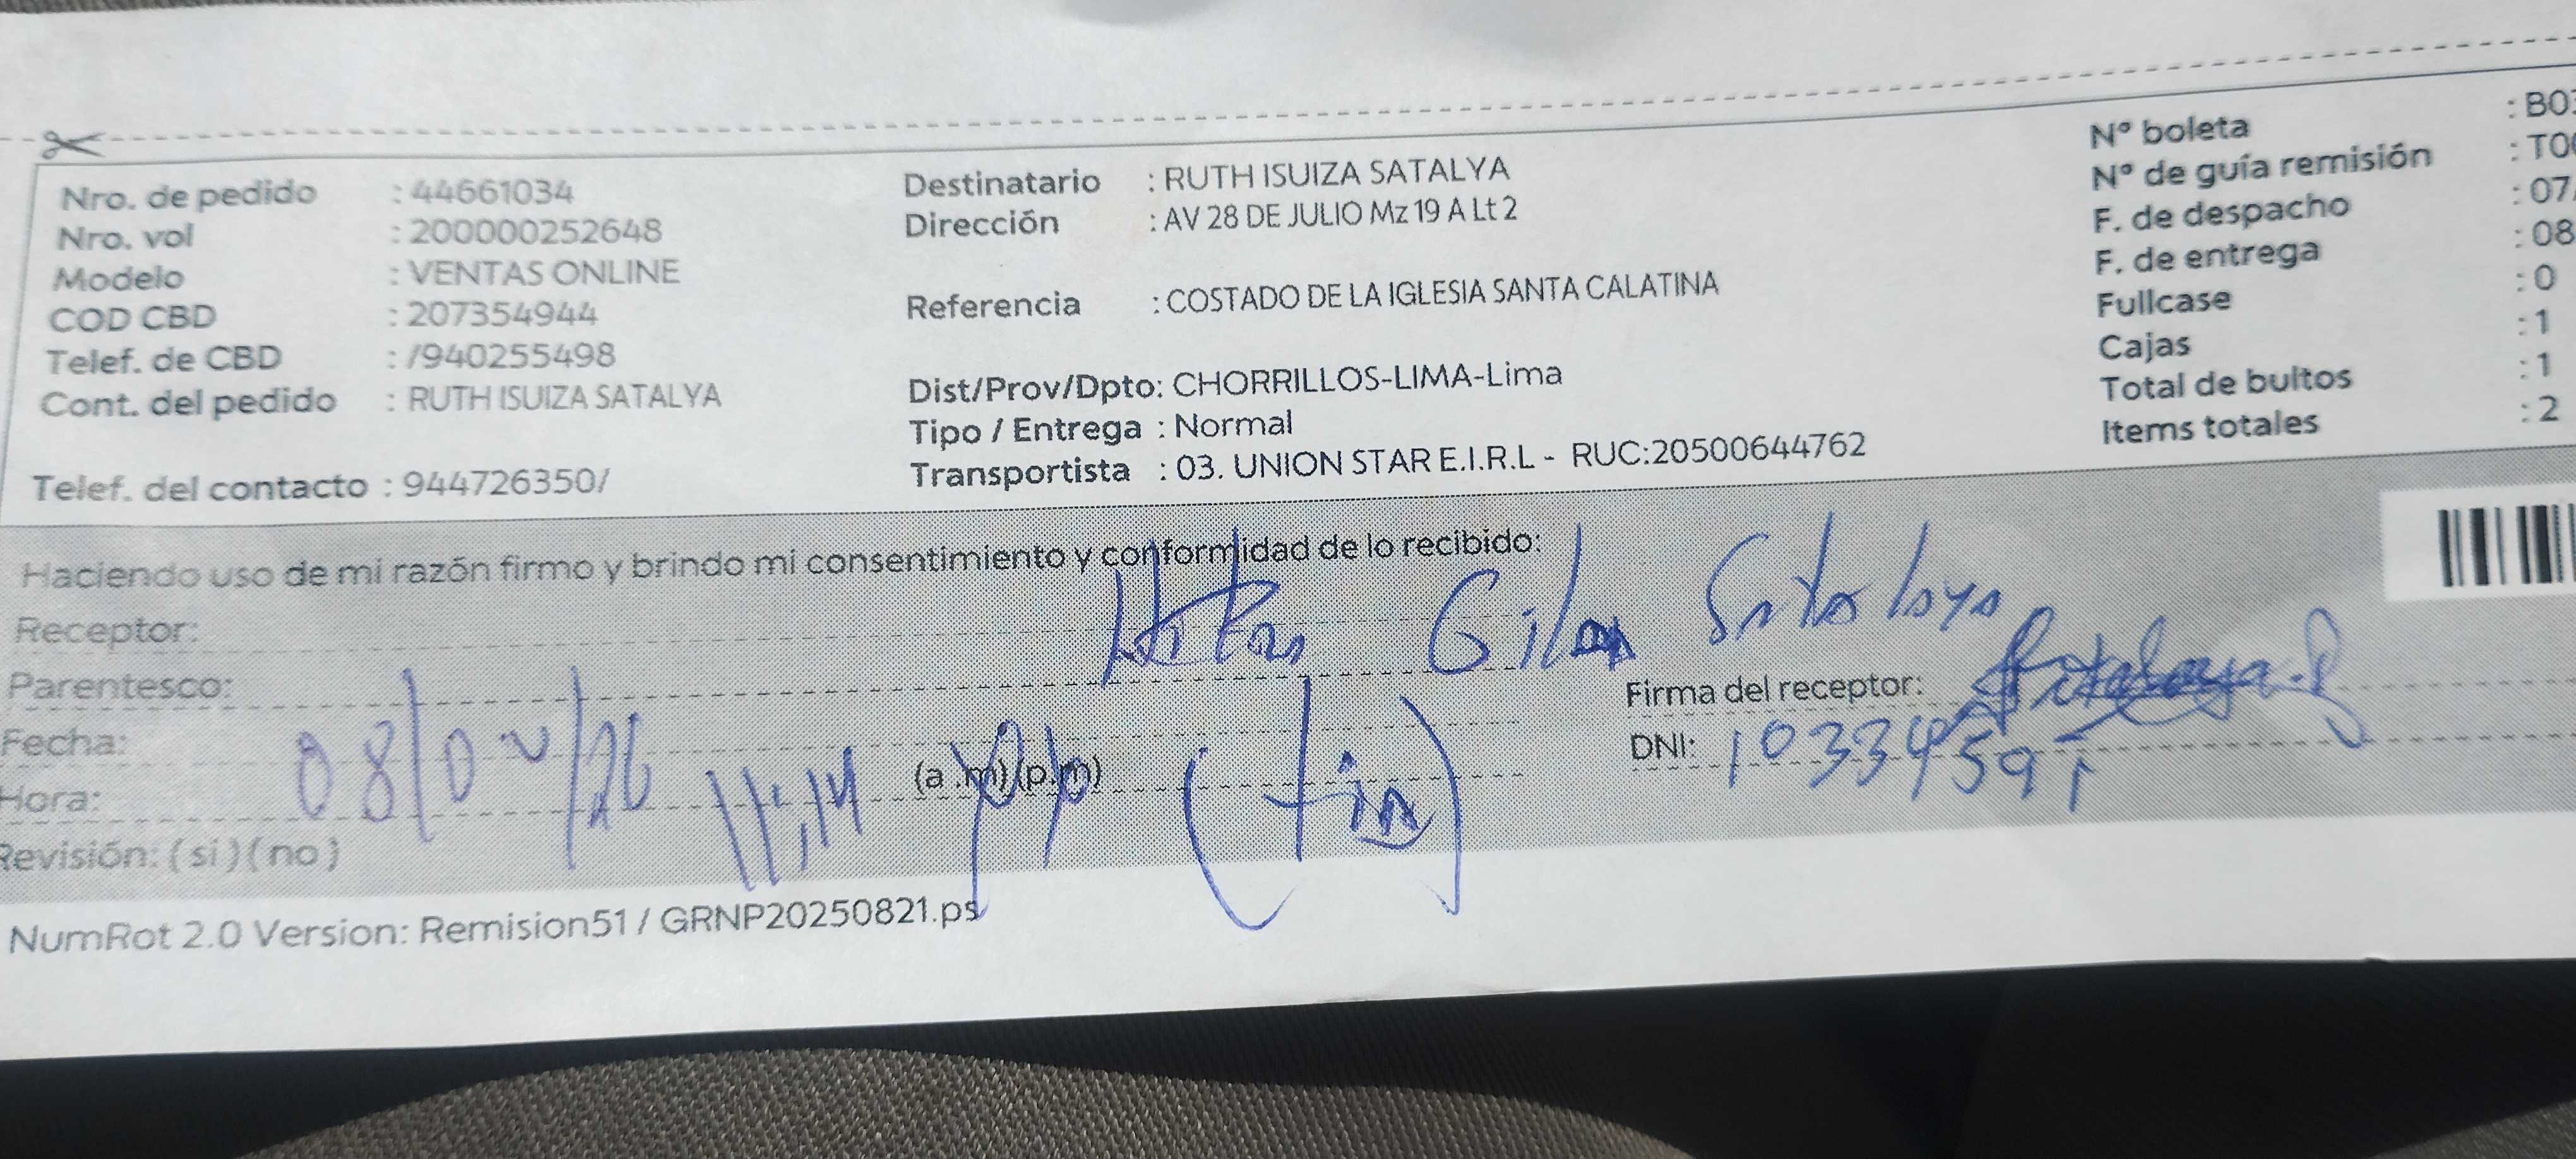 Nro. de pedido : 44661034
Nro. vol : 200000252648
Modelo : VENTAS ONLINE
COD CBD : 207354944
Telef. de CBD : /940255498
Cont. del pedido : RUTH ISUIZA SATALYA
Telef. del contacto : 944726350/
Destinatario : RUTH ISUIZA SATALYA
Dirección : AV 28 DE JULIO Mz 19 A Lt 2
Referencia : COSTADO DE LA IGLESIA SANTA CALATINA
Dist/Prov/Dpto: CHORRILLOS-LIMA-Lima
Tipo / Entrega : Normal
Transportista : 03. UNION STAR E.I.R.L - RUC:20500644762
N° boleta : B03
N° de guía remisión : T00
F. de despacho : 07/
F. de entrega : 08
Fullcase : 0
Cajas : 1
Total de bultos : 1
Items totales : 2
Haciendo uso de mi razón firmo y brindo mi consentimiento y conformidad de lo recibido:
Receptor:
Parentesco:
Fecha: 08/
Hora: 11:14 (a .m) (p.m)
Revisión: ( si ) ( no )
Firma del receptor:
DNI: 1033459
NumRot 2.0 Version: Remision51 / GRNP20250821.ps